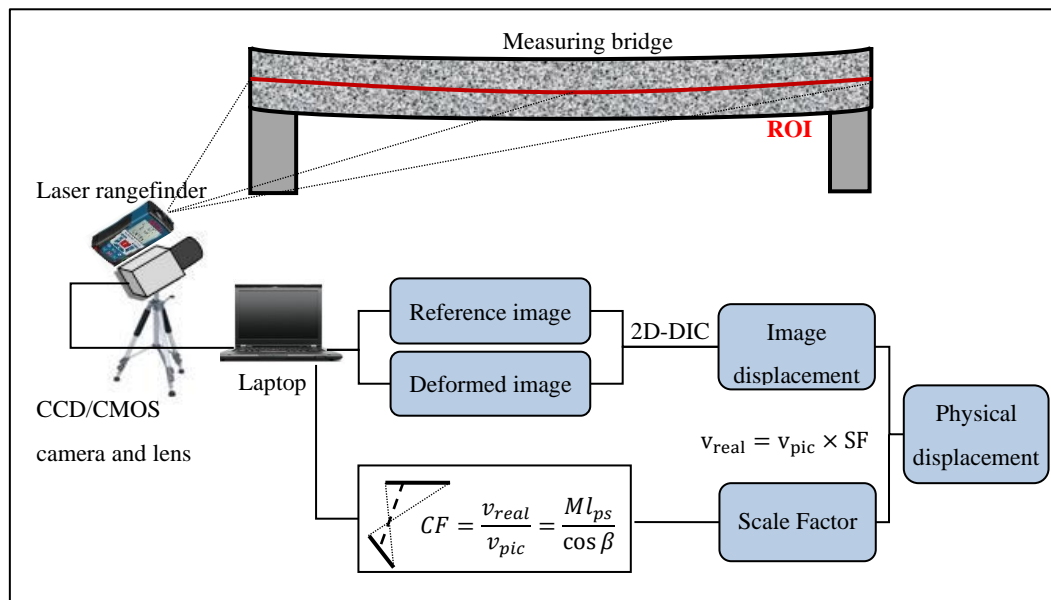 Measuring bridge
ROI
Laser rangefinder
Reference image
2D-DIC
Image
displacement
Deformed image
Laptop
CCD/CMOS
camera and lens
Physical
displacement
v_real = v_pic × SF
CF = v_real / v_pic = Ml_ps / cos β
Scale Factor